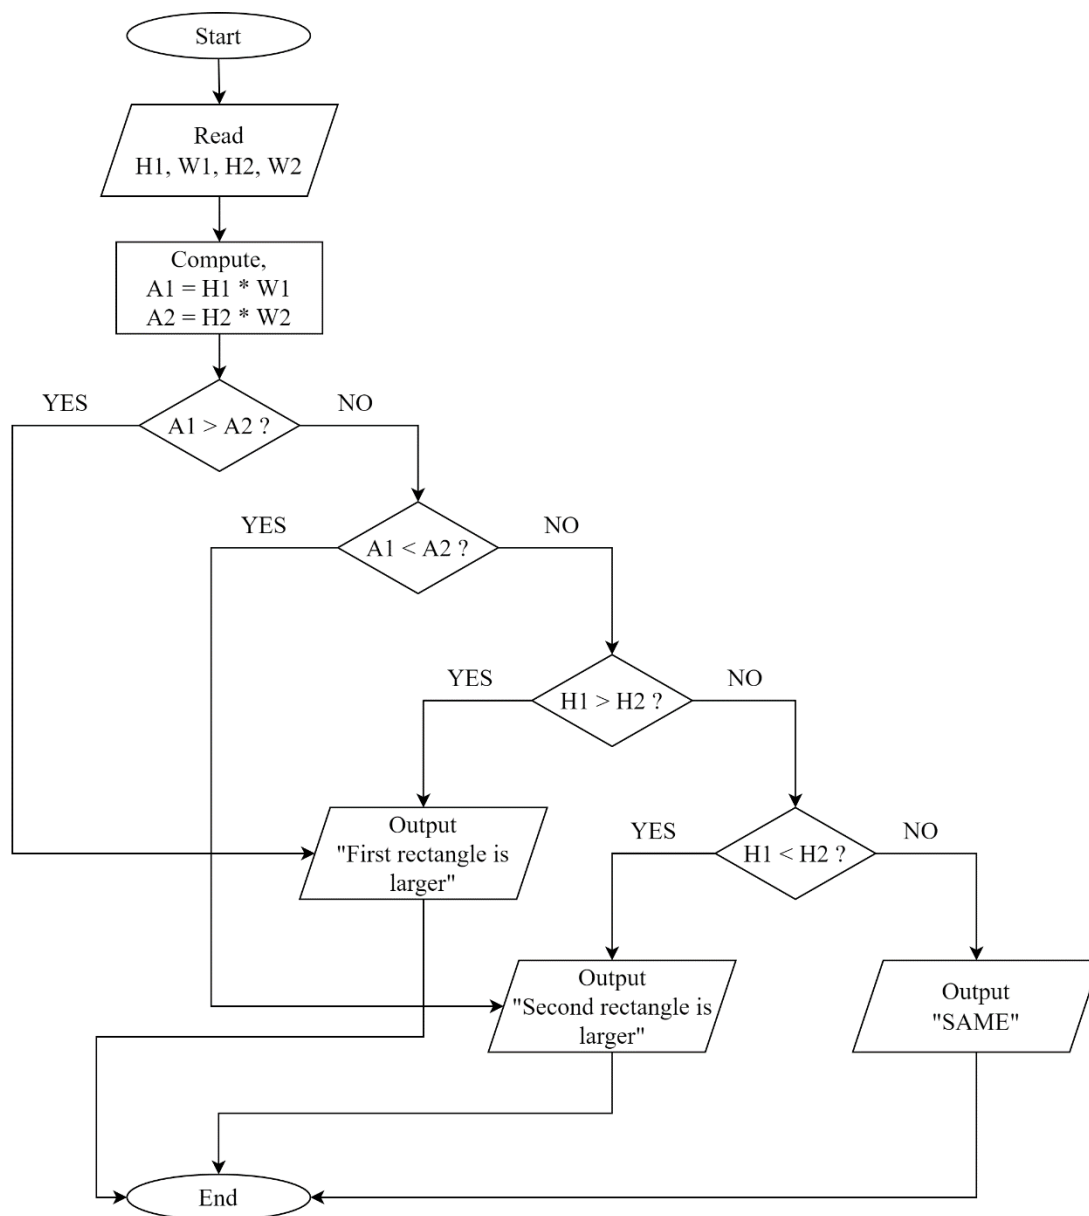 Start
Read
H1, W1, H2, W2
Compute,
A1 = H1 * W1
A2 = H2 * W2
YES
A1 > A2 ?
NO
YES
A1 < A2 ?
NO
YES
H1 > H2 ?
NO
Output
"First rectangle is
larger"
YES
H1 < H2 ?
NO
Output
"Second rectangle is
larger"
Output
"SAME"
End